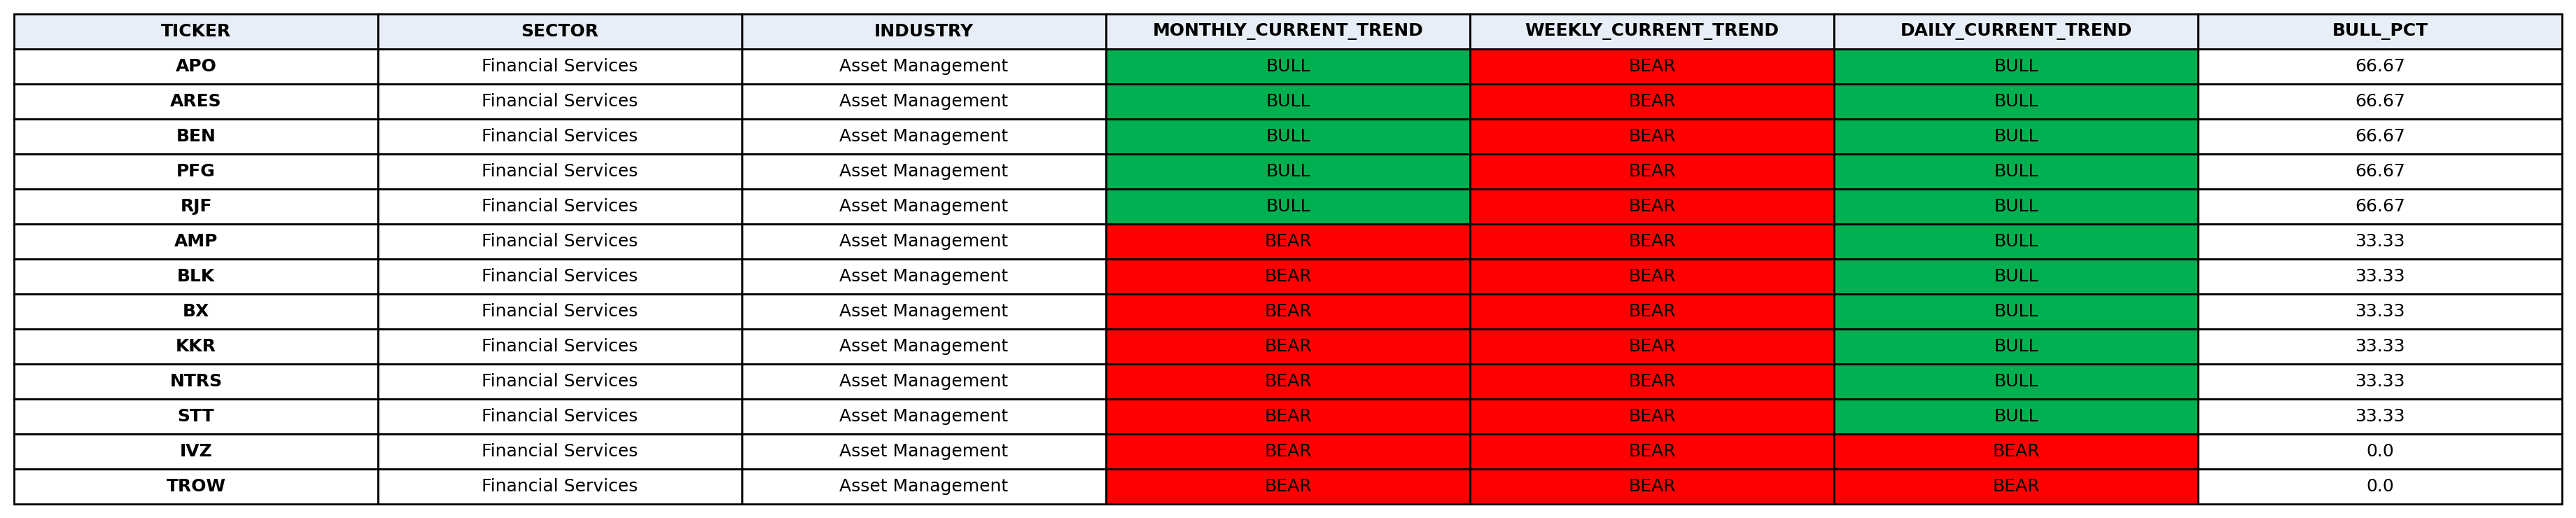 TICKER SECTOR INDUSTRY MONTHLY_CURRENT_TREND WEEKLY_CURRENT_TREND DAILY_CURRENT_TREND BULL_PCT
APO Financial Services Asset Management BULL BEAR BULL 66.67
ARES Financial Services Asset Management BULL BEAR BULL 66.67
BEN Financial Services Asset Management BULL BEAR BULL 66.67
PFG Financial Services Asset Management BULL BEAR BULL 66.67
RJF Financial Services Asset Management BULL BEAR BULL 66.67
AMP Financial Services Asset Management BEAR BEAR BULL 33.33
BLK Financial Services Asset Management BEAR BEAR BULL 33.33
BX Financial Services Asset Management BEAR BEAR BULL 33.33
KKR Financial Services Asset Management BEAR BEAR BULL 33.33
NTRS Financial Services Asset Management BEAR BEAR BULL 33.33
STT Financial Services Asset Management BEAR BEAR BULL 33.33
IVZ Financial Services Asset Management BEAR BEAR BEAR 0.0
TROW Financial Services Asset Management BEAR BEAR BEAR 0.0